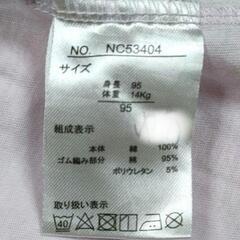 NO. NC53404
サイズ
身長 95
体重 14Kg
95
組成表示
本体 綿 100%
ゴム編み部分 綿 95%
ポリウレタン 5%
取り扱い表示
40